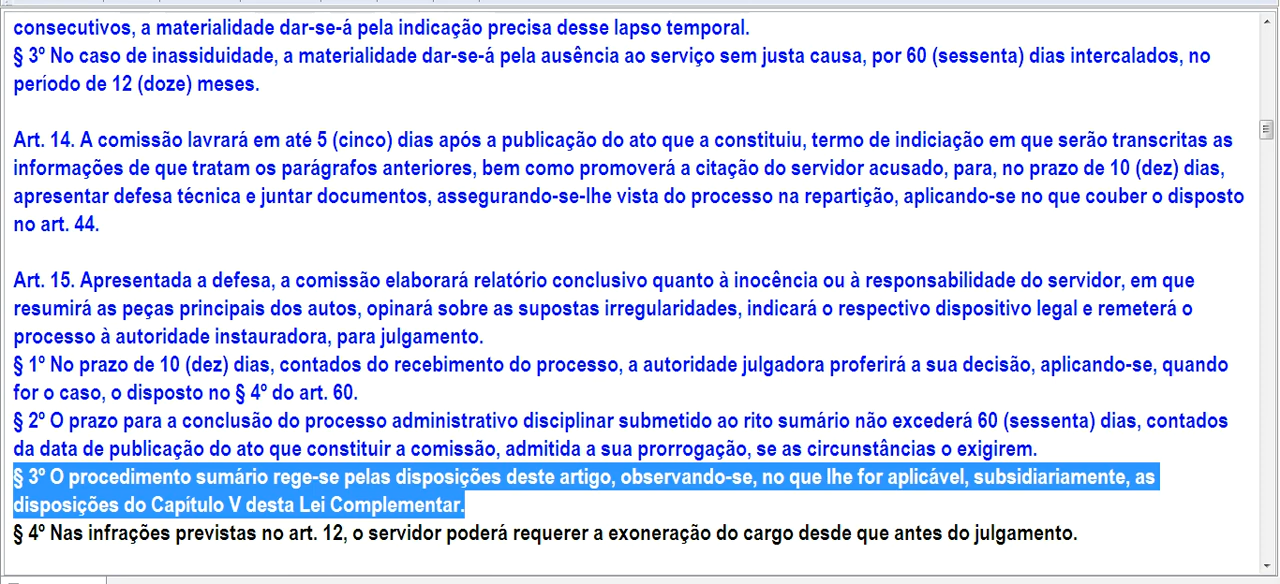 consecutivos, a materialidade dar-se-á pela indicação precisa desse lapso temporal.
§ 3º No caso de inassiduidade, a materialidade dar-se-á pela ausência ao serviço sem justa causa, por 60 (sessenta) dias intercalados, no
período de 12 (doze) meses.
Art. 14. A comissão lavrará em até 5 (cinco) dias após a publicação do ato que a constituiu, termo de indiciação em que serão transcritas as
informações de que tratam os parágrafos anteriores, bem como promoverá a citação do servidor acusado, para, no prazo de 10 (dez) dias,
apresentar defesa técnica e juntar documentos, assegurando-se-lhe vista do processo na repartição, aplicando-se no que couber o disposto
no art. 44.
Art. 15. Apresentada a defesa, a comissão elaborará relatório conclusivo quanto à inocência ou à responsabilidade do servidor, em que
resumirá as peças principais dos autos, opinará sobre as supostas irregularidades, indicará o respectivo dispositivo legal e remeterá o
processo à autoridade instauradora, para julgamento.
§ 1º No prazo de 10 (dez) dias, contados do recebimento do processo, a autoridade julgadora proferirá a sua decisão, aplicando-se, quando
for o caso, o disposto no § 4º do art. 60.
§ 2º O prazo para a conclusão do processo administrativo disciplinar submetido ao rito sumário não excederá 60 (sessenta) dias, contados
da data de publicação do ato que constituir a comissão, admitida a sua prorrogação, se as circunstâncias o exigirem.
§ 3º O procedimento sumário rege-se pelas disposições deste artigo, observando-se, no que lhe for aplicável, subsidiariamente, as
disposições do Capítulo V desta Lei Complementar.
§ 4º Nas infrações previstas no art. 12, o servidor poderá requerer a exoneração do cargo desde que antes do julgamento.